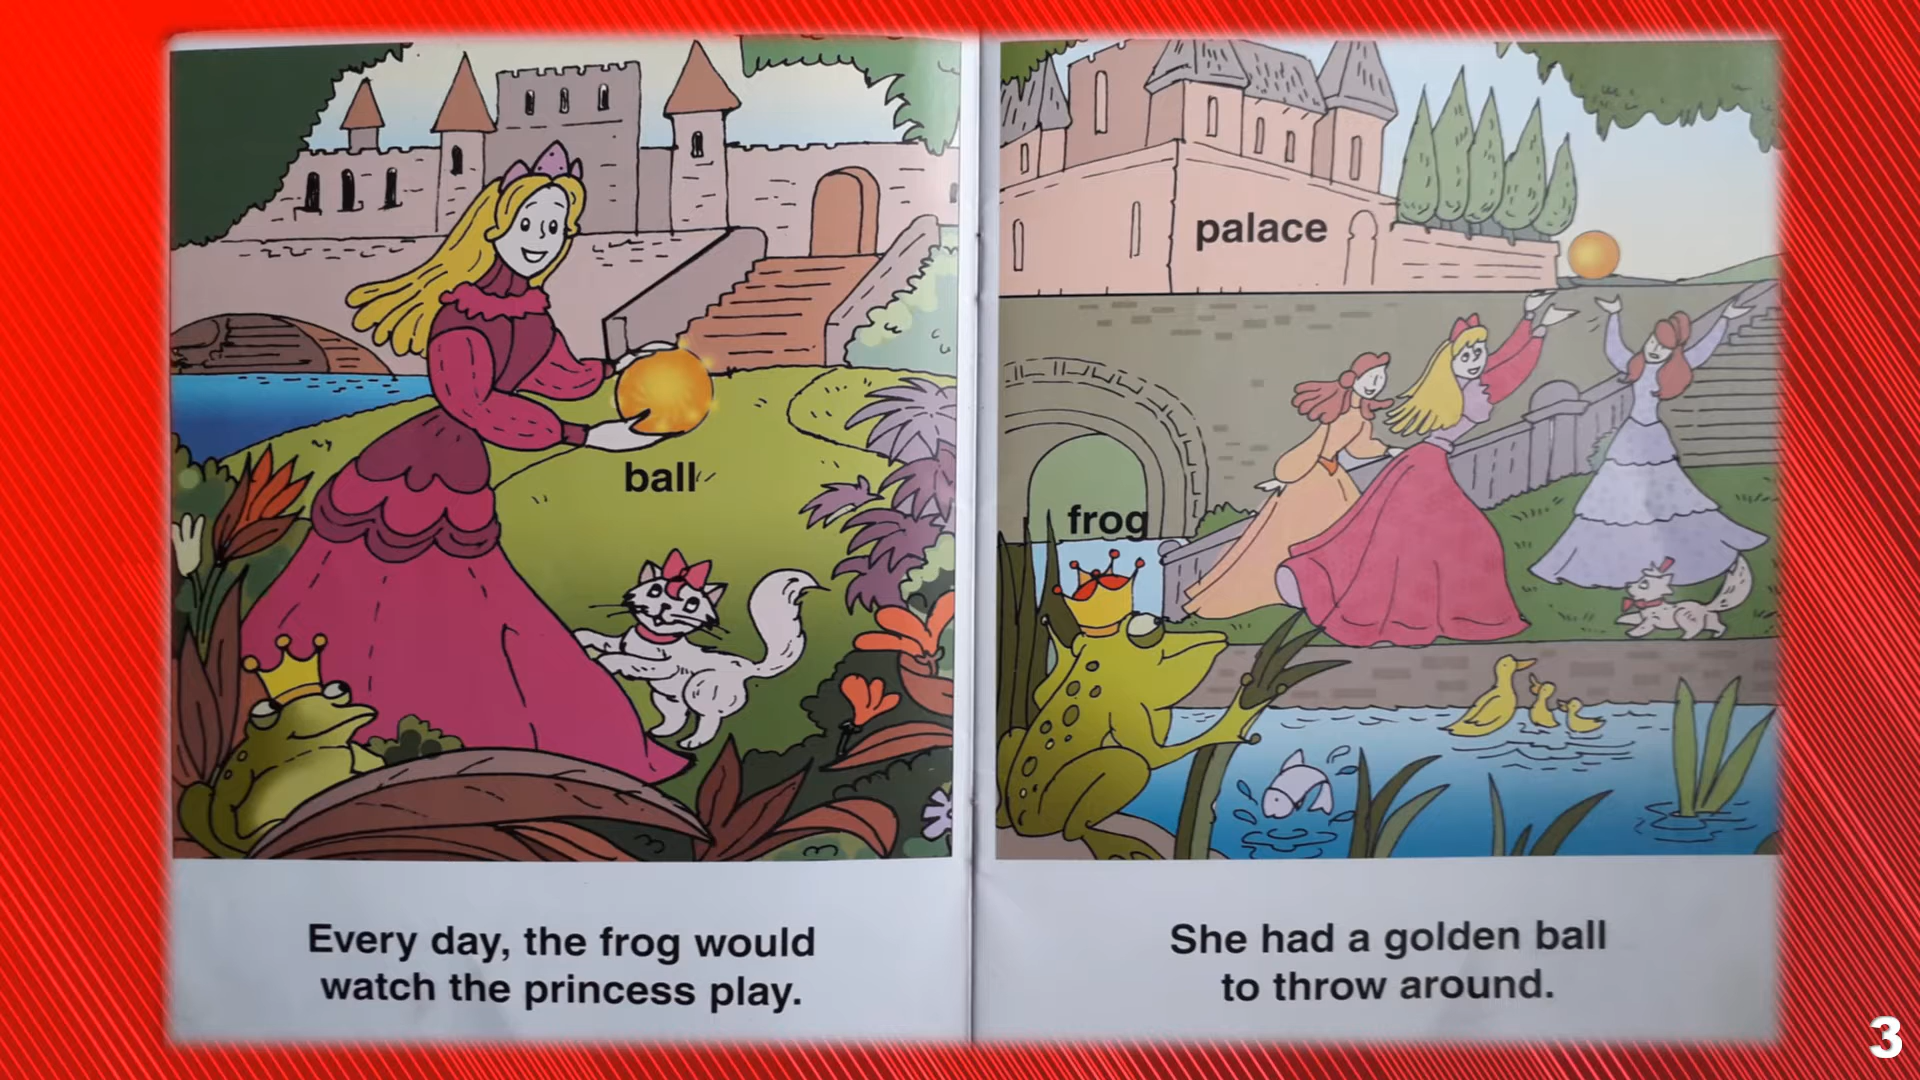 ball
Every day, the frog would
watch the princess play.
palace
frog
She had a golden ball
to throw around.
3